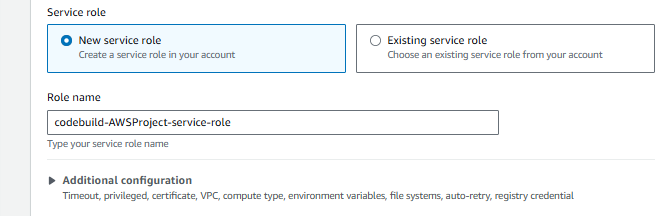 Service role
New service role
Create a service role in your account
Existing service role
Choose an existing service role from your account
Role name
codebuild-AWSProject-service-role
Type your service role name
Additional configuration
Timeout, privileged, certificate, VPC, compute type, environment variables, file systems, auto-retry, registry credential